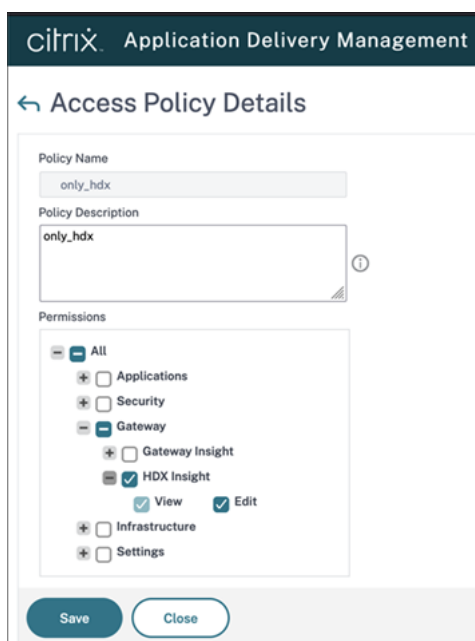 citrix. Application Delivery Management
Access Policy Details
Policy Name
only_hdx
Policy Description
only_hdx
Permissions
All
Applications
Security
Gateway
Gateway Insight
HDX Insight
View Edit
Infrastructure
Settings
Save Close